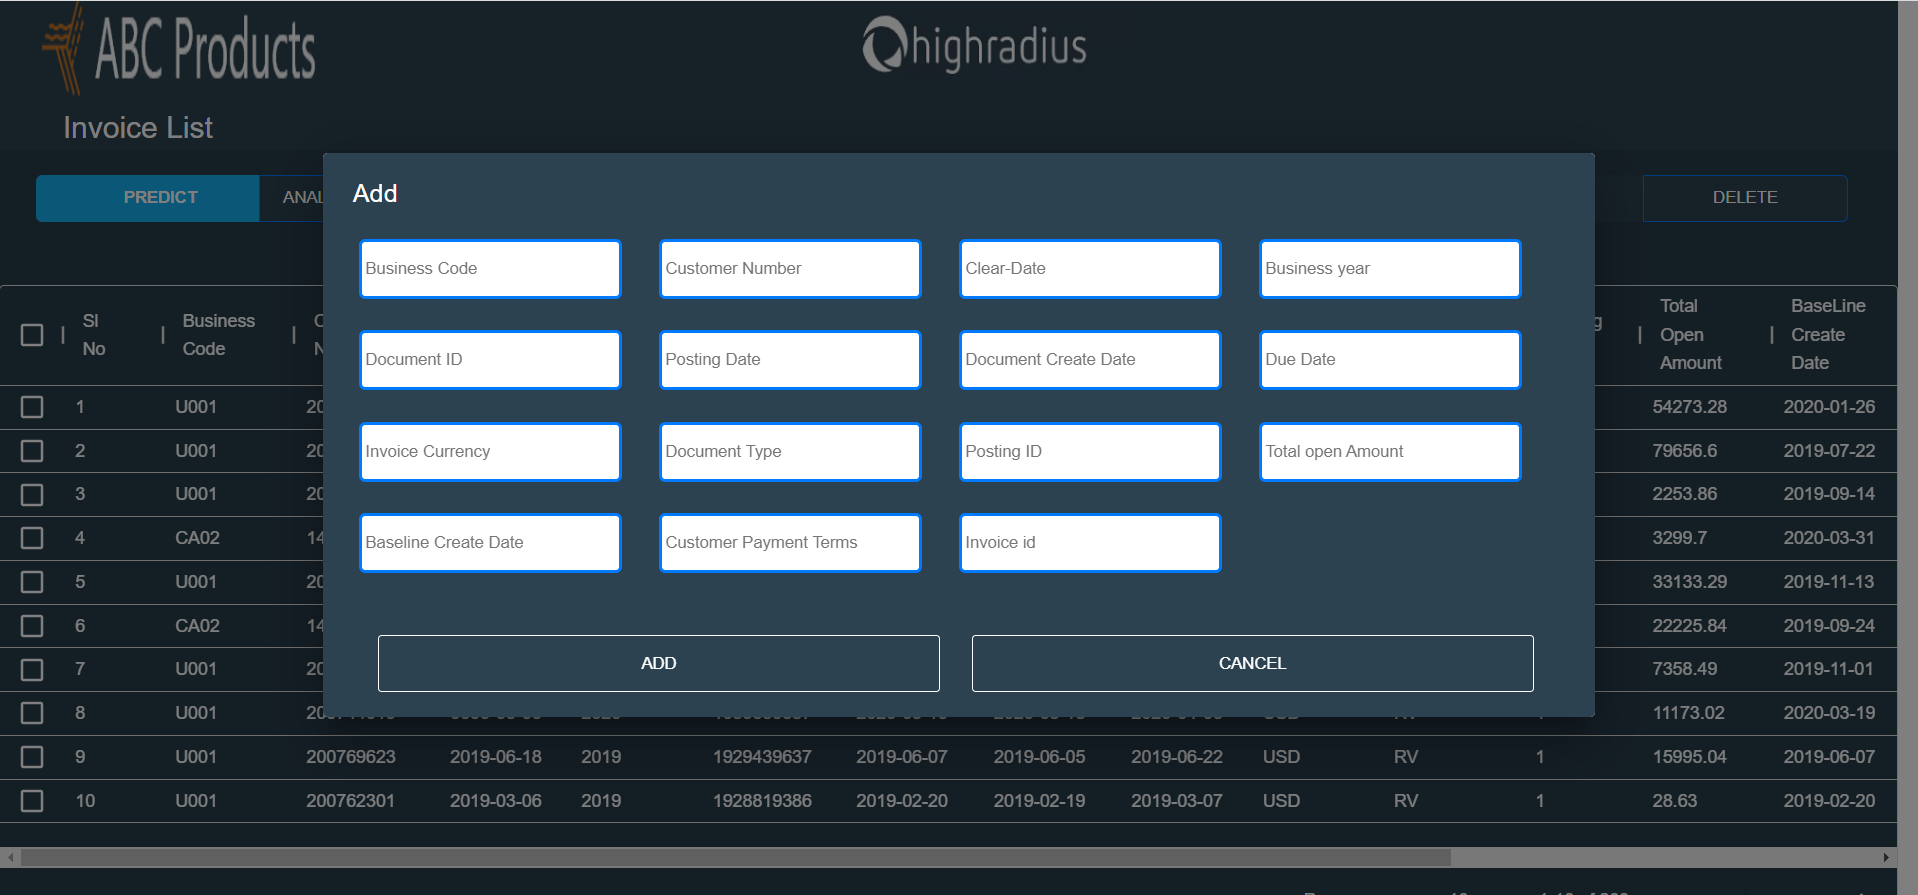 ABC Products
highradius
Invoice List
PREDICT
ANAL
DELETE
Add
Business Code
Customer Number
Clear-Date
Business year
Document ID
Posting Date
Document Create Date
Due Date
Invoice Currency
Document Type
Posting ID
Total open Amount
Baseline Create Date
Customer Payment Terms
Invoice id
ADD
CANCEL
Sl No
Business Code
Total Open Amount
BaseLine Create Date
1 U001 20 54273.28 2020-01-26
2 U001 20 79656.6 2019-07-22
3 U001 20 2253.86 2019-09-14
4 CA02 14 3299.7 2020-03-31
5 U001 20 33133.29 2019-11-13
6 CA02 14 22225.84 2019-09-24
7 U001 20 7358.49 2019-11-01
8 U001 11173.02 2020-03-19
9 U001 200769623 2019-06-18 2019 1929439637 2019-06-07 2019-06-05 2019-06-22 USD RV 1 15995.04 2019-06-07
10 U001 200762301 2019-03-06 2019 1928819386 2019-02-20 2019-02-19 2019-03-07 USD RV 1 28.63 2019-02-20